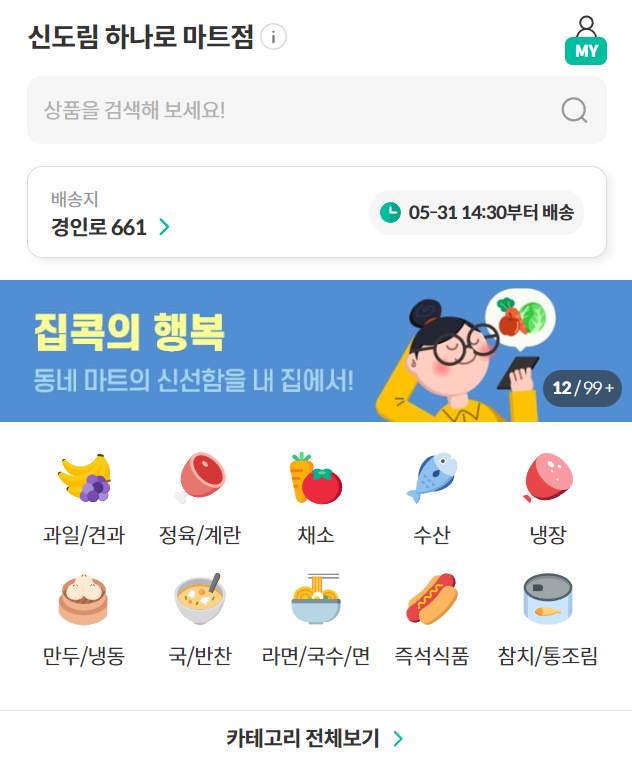 신도림 하나로 마트점
MY
상품을 검색해 보세요!
배송지
경인로 661
05-31 14:30부터 배송
집콕의 행복
동네 마트의 신선함을 내 집에서!
12/99+
과일/견과 정육/계란 채소 수산 냉장
만두/냉동 국/반찬 라면/국수/면 즉석식품 참치/통조림
카테고리 전체보기